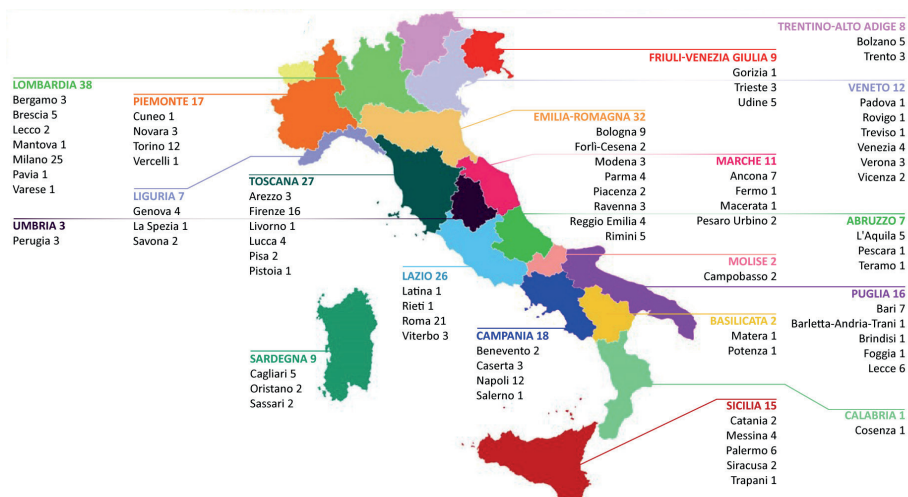 TRENTINO-ALTO ADIGE 8
Bolzano 5
Trento 3
FRIULI-VENEZIA GIULIA 9
Gorizia 1
Trieste 3
Udine 5
LOMBARDIA 38
Bergamo 3
Brescia 5
Lecco 2
Mantova 1
Milano 25
Pavia 1
Varese 1
PIEMONTE 17
Cuneo 1
Novara 3
Torino 12
Vercelli 1
VENETO 12
Padova 1
Rovigo 1
Treviso 1
Venezia 4
Verona 3
Vicenza 2
EMILIA-ROMAGNA 32
Bologna 9
Forlì-Cesena 2
Modena 3
Parma 4
Piacenza 2
Ravenna 3
Reggio Emilia 4
Rimini 5
MARCHE 11
Ancona 7
Fermo 1
Macerata 1
Pesaro Urbino 2
LIGURIA 7
Genova 4
La Spezia 1
Savona 2
TOSCANA 27
Arezzo 3
Firenze 16
Livorno 1
Lucca 4
Pisa 2
Pistoia 1
UMBRIA 3
Perugia 3
ABRUZZO 7
L'Aquila 5
Pescara 1
Teramo 1
MOLISE 2
Campobasso 2
LAZIO 26
Latina 1
Rieti 1
Roma 21
Viterbo 3
PUGLIA 16
Bari 7
Barletta-Andria-Trani 1
Brindisi 1
Foggia 1
Lecce 6
BASILICATA 2
Matera 1
Potenza 1
CAMPANIA 18
Benevento 2
Caserta 3
Napoli 12
Salerno 1
SARDEGNA 9
Cagliari 5
Oristano 2
Sassari 2
SICILIA 15
Catania 2
Messina 4
Palermo 6
Siracusa 2
Trapani 1
CALABRIA 1
Cosenza 1